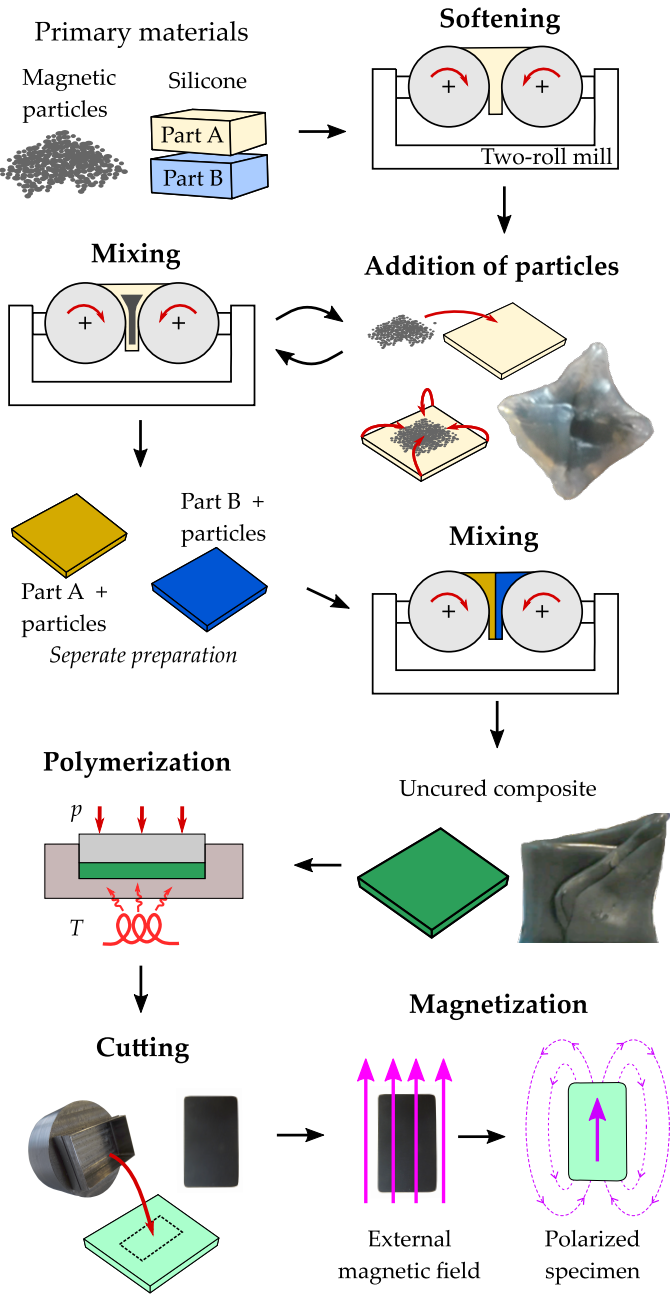 Primary materials
Magnetic
particles
Silicone
Part A
Part B
Softening
+ +
Two-roll mill
Mixing
+ +
Addition of particles
Part A +
particles
Part B +
particles
Seperate preparation
Mixing
+ +
Polymerization
p
T
Uncured composite
Cutting
Magnetization
External
magnetic field
Polarized
specimen